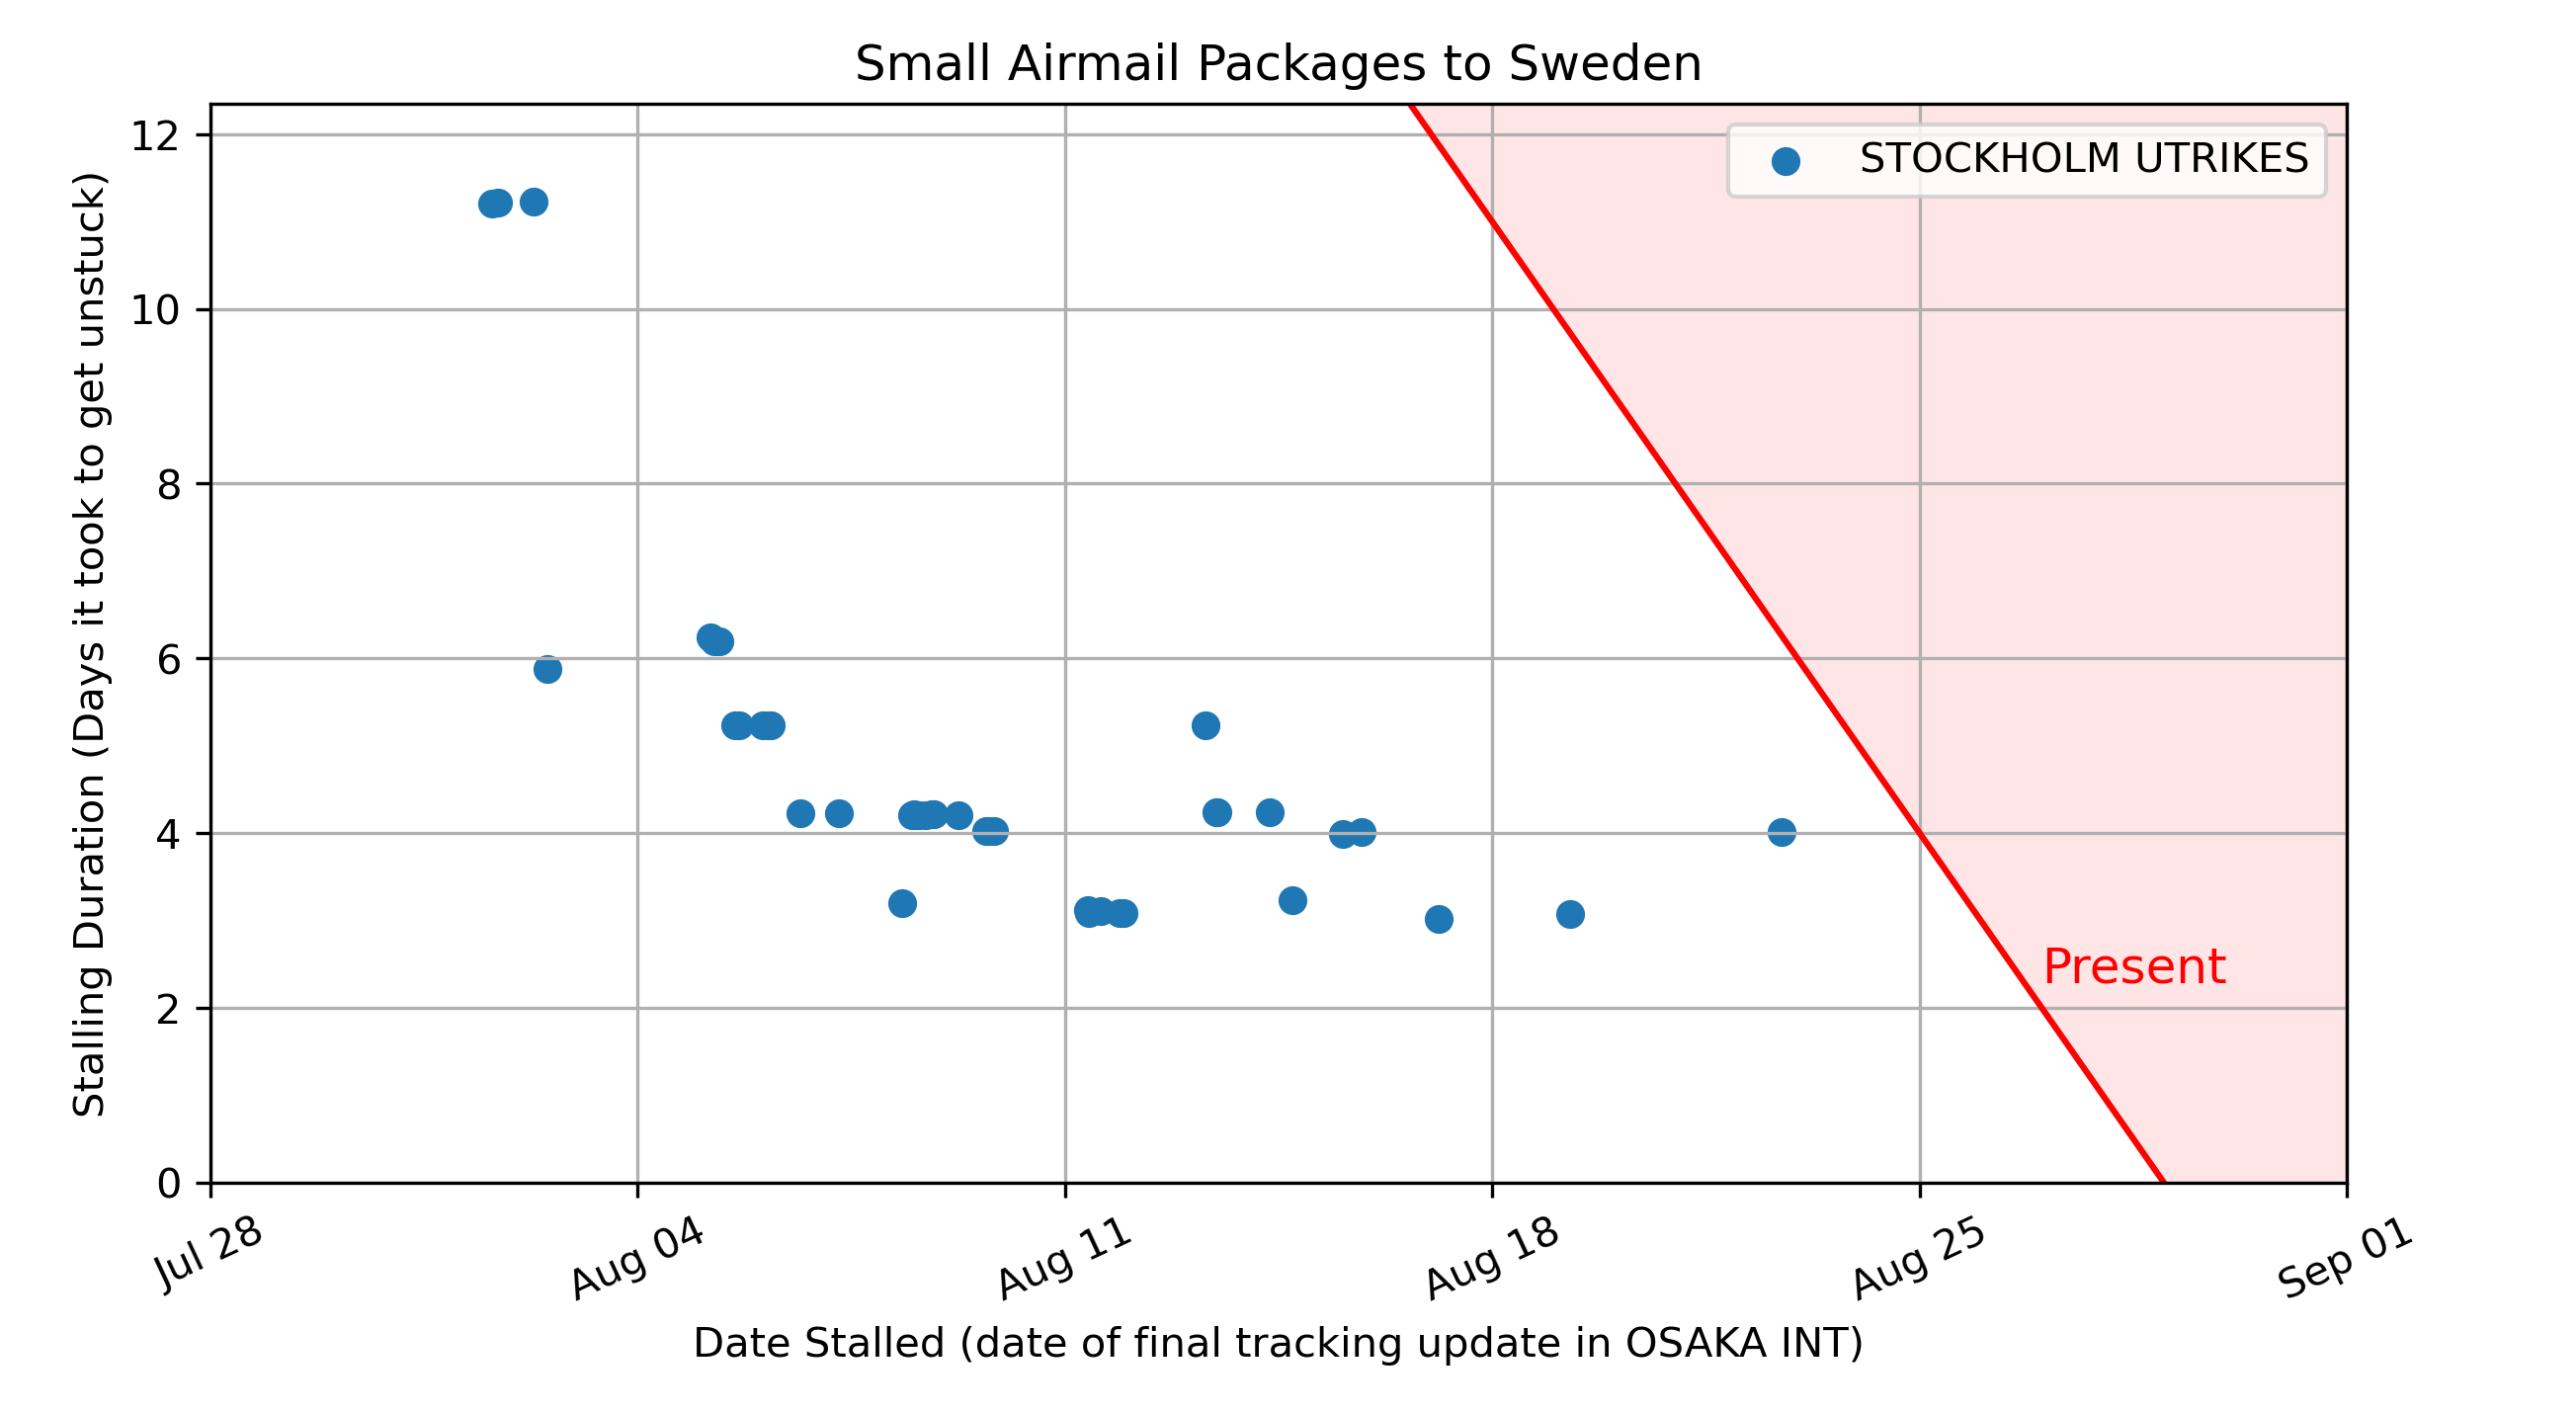 Small Airmail Packages to Sweden
STOCKHOLM UTRIKES
Stalling Duration (Days it took to get unstuck)
12
10
8
6
4
2
0
Present
Jul 28
Aug 04
Aug 11
Aug 18
Aug 25
Sep 01
Date Stalled (date of final tracking update in OSAKA INT)